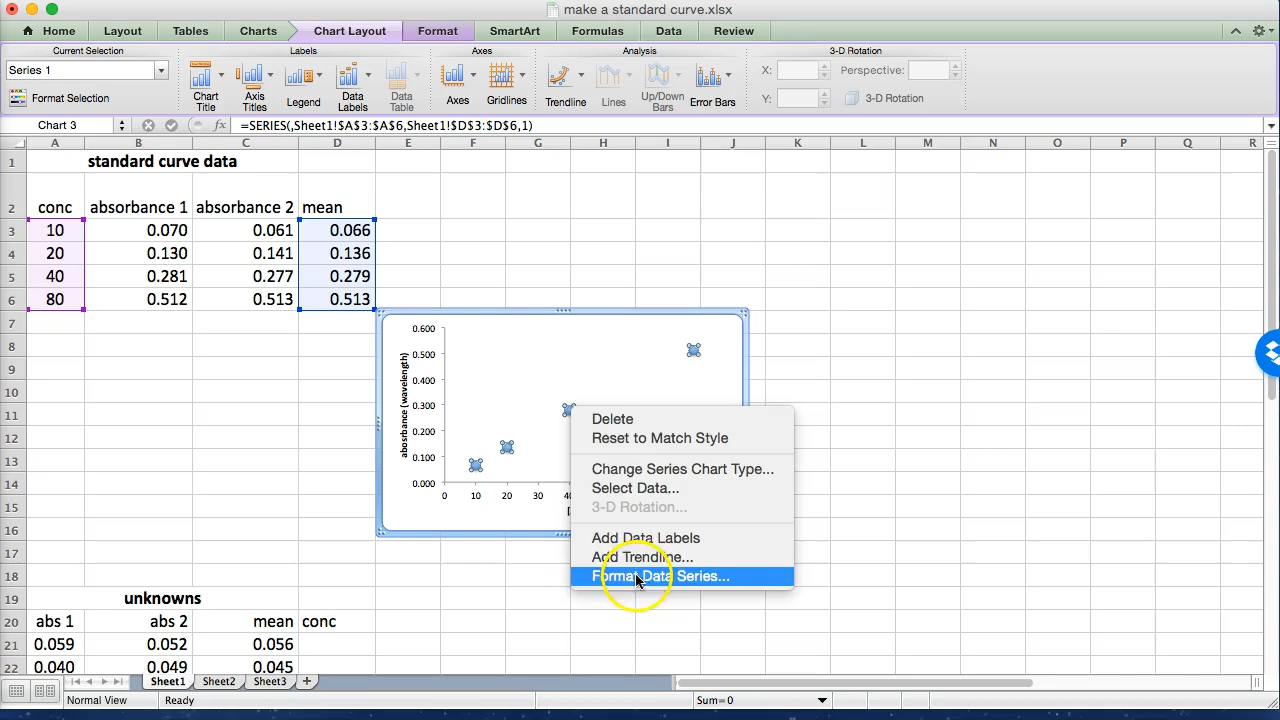 make a standard curve.xlsx
Home Layout Tables Charts Chart Layout Format SmartArt Formulas Data Review
Current Selection Labels Axes Analysis 3-D Rotation
Series 1
Format Selection
Chart Title
Axis Titles
Legend
Data Labels
Data Table
Axes
Gridlines
Trendline
Lines
Up/Down Bars
Error Bars
X: Perspective:
Y: 3-D Rotation
Chart 3 fx =SERIES(,Sheet1!$A$3:$A$6,Sheet1!$D$3:$D$6,1)
A B C D E F G H I J K L M N O P Q R
1 standard curve data
2 conc absorbance 1 absorbance 2 mean
3 10 0.070 0.061 0.066
4 20 0.130 0.141 0.136
5 40 0.281 0.277 0.279
6 80 0.512 0.513 0.513
7
8
9
10
11
12
13
14
15
16
17
18
0.600
0.500
0.400
0.300
0.200
0.100
0.000
abosrbance (wavelength)
0 10 20 30
Delete
Reset to Match Style
Change Series Chart Type...
Select Data...
3-D Rotation...
Add Data Labels
Add Trendline...
Format Data Series...
19 unknowns
20 abs 1 abs 2 mean conc
21 0.059 0.052 0.056
22 0.040 0.049 0.045
Sheet1 Sheet2 Sheet3 +
Normal View Ready Sum=0